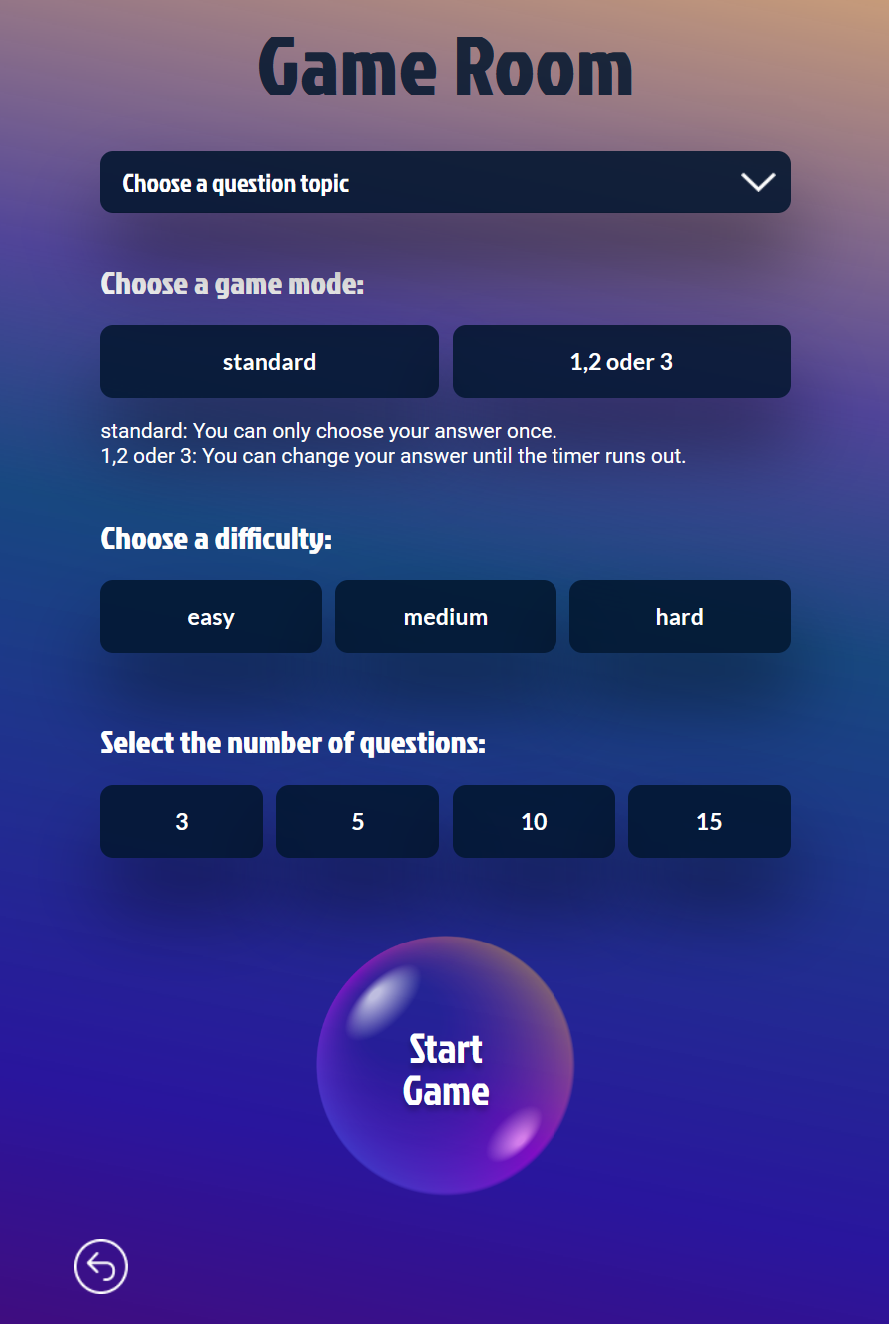 Game Room
Choose a question topic
Choose a game mode:
standard
1,2 oder 3
standard: You can only choose your answer once.
1,2 oder 3: You can change your answer until the timer runs out.
Choose a difficulty:
easy
medium
hard
Select the number of questions:
3
5
10
15
Start
Game